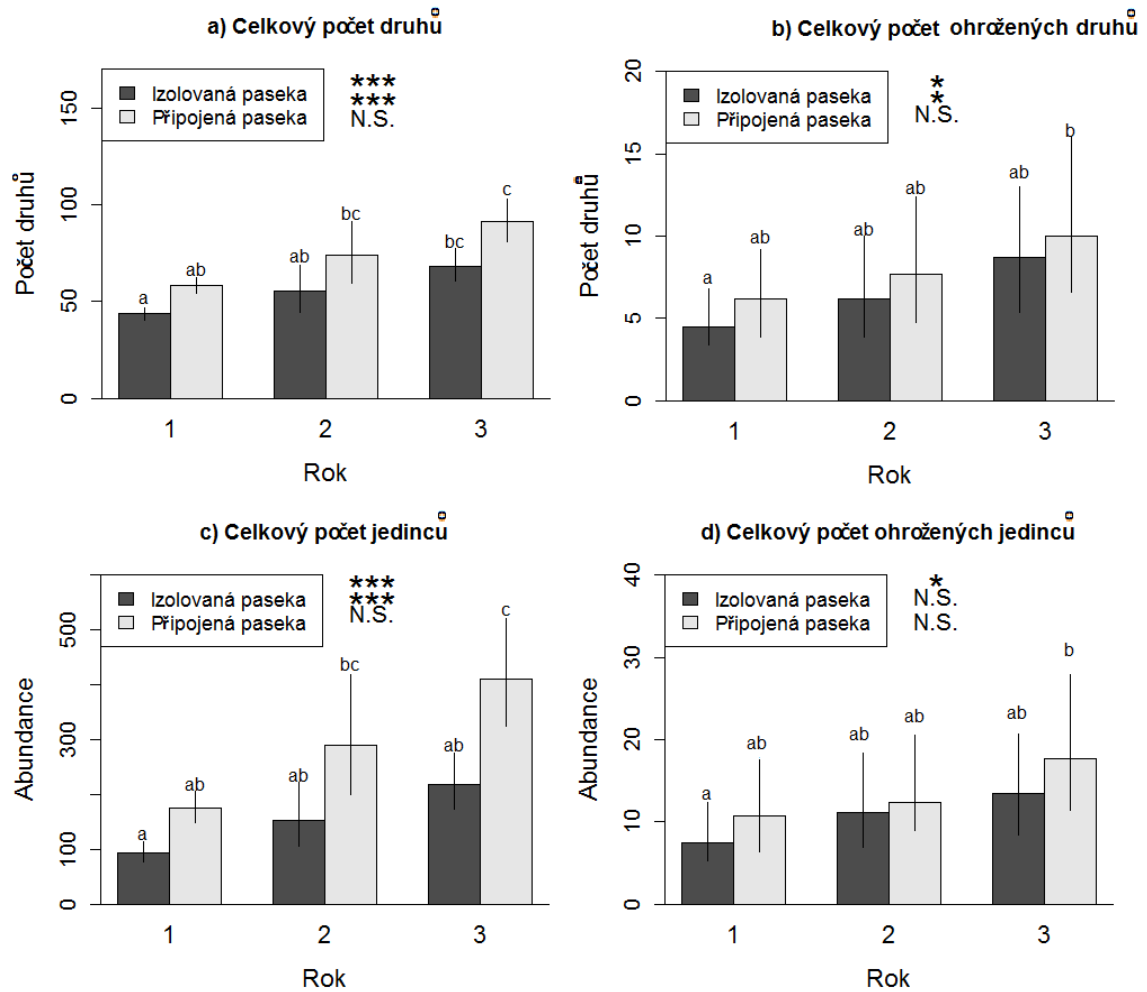 a) Celkový počet druhů
Izolovaná paseka
Připojená paseka
***
***
N.S.
Počet druhů
150
100
50
0
a
ab
ab
bc
bc
c
1
2
3
Rok
b) Celkový počet ohrožených druhů
Izolovaná paseka
Připojená paseka
*
*
N.S.
Počet druhů
20
15
10
5
0
a
ab
ab
ab
ab
b
1
2
3
Rok
c) Celkový počet jedinců
Izolovaná paseka
Připojená paseka
***
***
N.S.
Abundance
500
300
100
0
a
ab
ab
bc
ab
c
1
2
3
Rok
d) Celkový počet ohrožených jedinců
Izolovaná paseka
Připojená paseka
*
N.S.
N.S.
Abundance
40
30
20
10
0
a
ab
ab
ab
ab
b
1
2
3
Rok